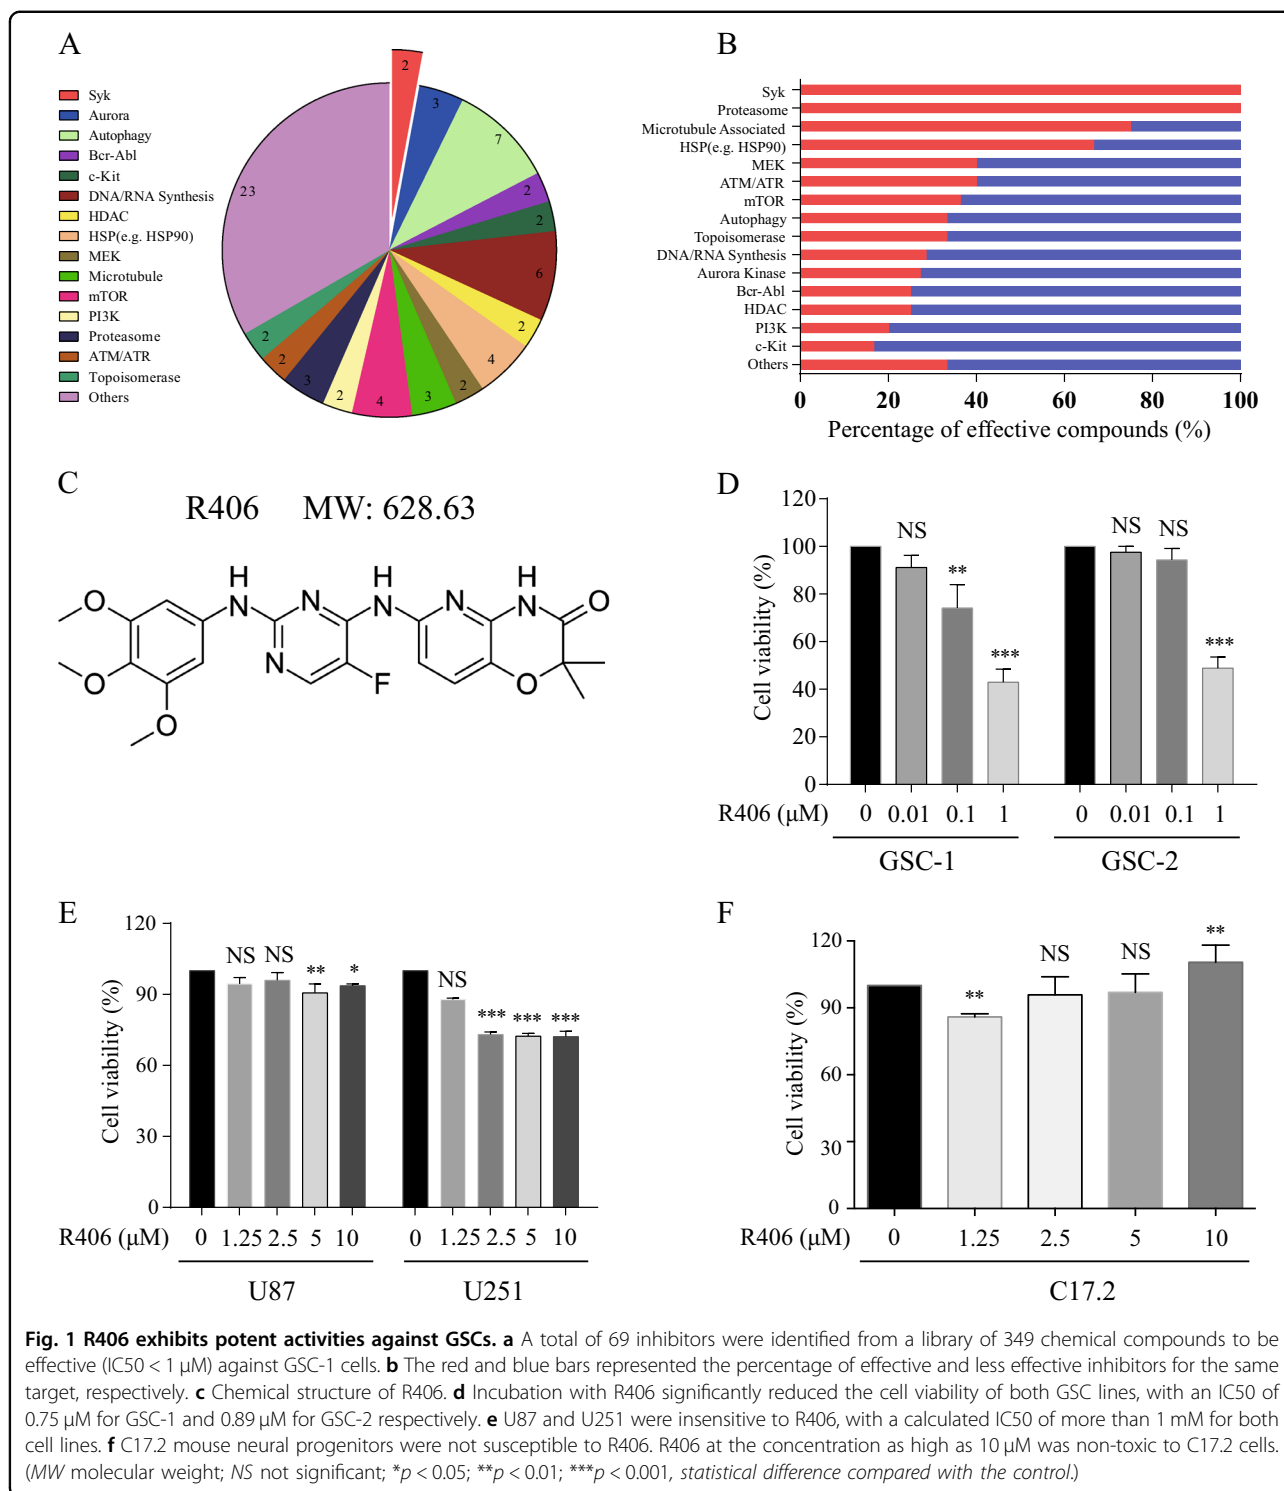 A
Syk
Aurora
Autophagy
Bcr-Abl
c-Kit
DNA/RNA Synthesis
HDAC
HSP(e.g. HSP90)
MEK
Microtubule
mTOR
PI3K
Proteasome
ATM/ATR
Topoisomerase
Others
2
3
7
2
2
6
2
4
2
3
4
2
3
2
2
23
B
Syk
Proteasome
Microtubule Associated
HSP(e.g. HSP90)
MEK
ATM/ATR
mTOR
Autophagy
Topoisomerase
DNA/RNA Synthesis
Aurora Kinase
Bcr-Abl
HDAC
PI3K
c-Kit
Others
0 20 40 60 80 100
Percentage of effective compounds (%)
C
R406 MW: 628.63
H H H
O N N N N N O
O N F O
O
D
120
100
80
60
40
20
0
Cell viability (%)
NS ** *** NS NS ***
R406 (μM) 0 0.01 0.1 1 0 0.01 0.1 1
GSC-1 GSC-2
E
120
90
60
30
0
Cell viability (%)
NS NS ** * NS *** *** ***
R406 (μM) 0 1.25 2.5 5 10 0 1.25 2.5 5 10
U87 U251
F
120
90
60
30
0
Cell viability (%)
** NS NS **
R406 (μM) 0 1.25 2.5 5 10
C17.2
Fig. 1 R406 exhibits potent activities against GSCs. a A total of 69 inhibitors were identified from a library of 349 chemical compounds to be
effective (IC50 < 1 μM) against GSC-1 cells. b The red and blue bars represented the percentage of effective and less effective inhibitors for the same
target, respectively. c Chemical structure of R406. d Incubation with R406 significantly reduced the cell viability of both GSC lines, with an IC50 of
0.75 μM for GSC-1 and 0.89 μM for GSC-2 respectively. e U87 and U251 were insensitive to R406, with a calculated IC50 of more than 1 mM for both
cell lines. f C17.2 mouse neural progenitors were not susceptible to R406. R406 at the concentration as high as 10 μM was non-toxic to C17.2 cells.
(MW molecular weight; NS not significant; *p < 0.05; **p < 0.01; ***p < 0.001, statistical difference compared with the control.)